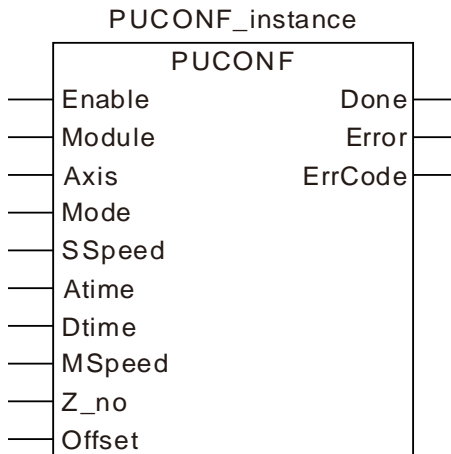 PUCONF_instance
PUCONF
Enable Done
Module Error
Axis ErrCode
Mode
SSpeed
Atime
Dtime
MSpeed
Z_no
Offset